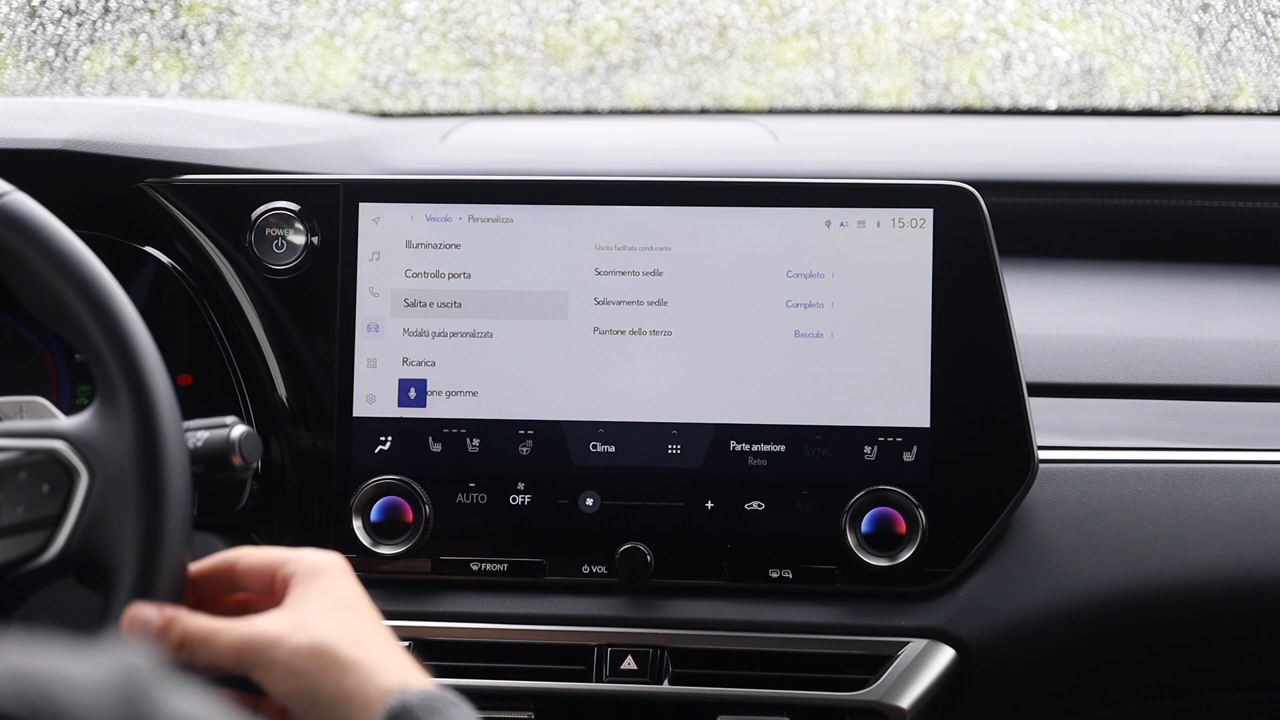 POWER
Veicolo • Personalizza
15:02
Illuminazione
Uscita facilitata conducente
Controllo porta
Scorrimento sedile Completo
Salita e uscita
Sollevamento sedile Completo
Modalità guida personalizzata
Piantone dello sterzo Bascula
Ricarica
one gomme
Clima
Parte anteriore
Retro
SYNC
AUTO
OFF
A/C
FRONT
VOL